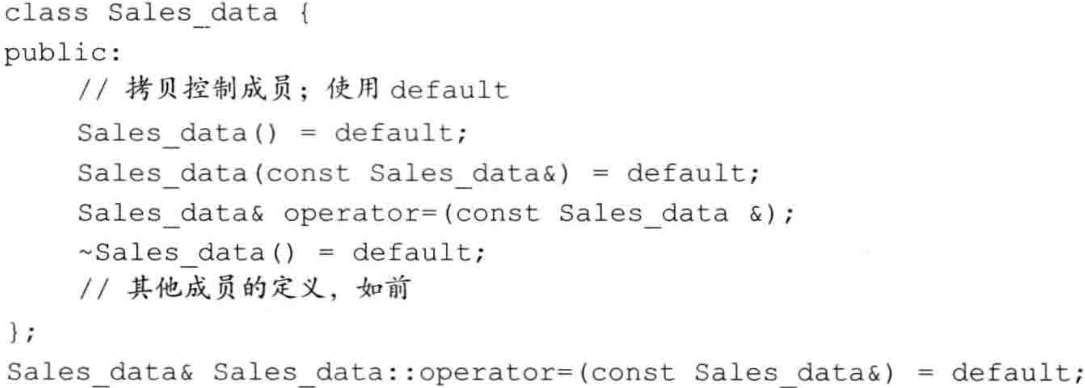 class Sales_data {
public:
    // 拷贝控制成员；使用 default
    Sales_data() = default;
    Sales_data(const Sales_data&) = default;
    Sales_data& operator=(const Sales_data &);
    ~Sales_data() = default;
    // 其他成员的定义，如前
};
Sales_data& Sales_data::operator=(const Sales_data&) = default;